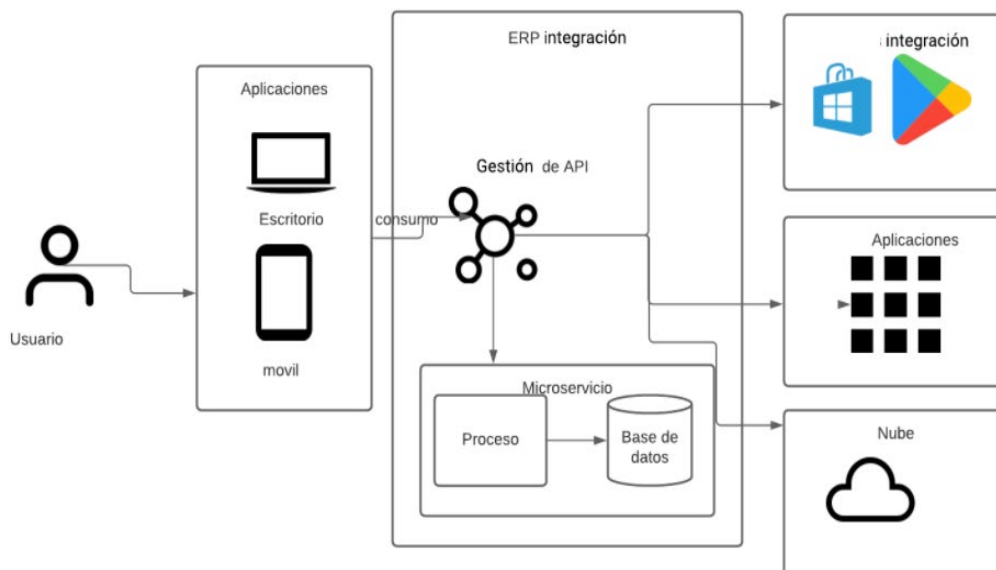 ERP integración
integración
Aplicaciones
Gestión de API
Escritorio
consumo
Aplicaciones
Usuario
movil
Microservicio
Proceso
Base de
datos
Nube